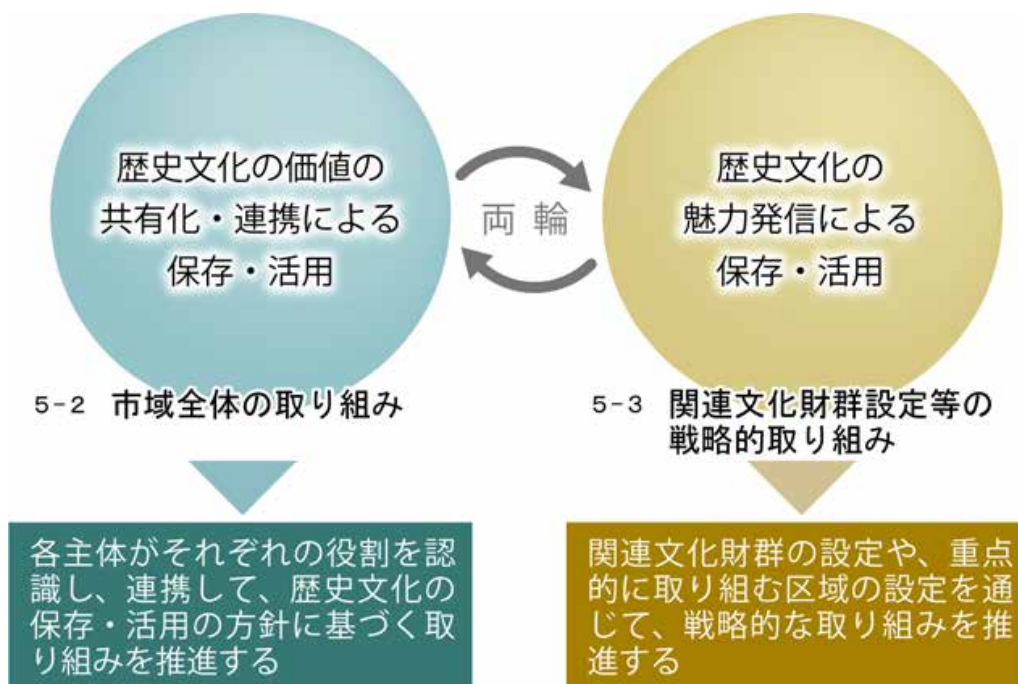 歴史文化の価値の
共有化・連携による
保存・活用
両輪
歴史文化の
魅力発信による
保存・活用
5-2 市域全体の取り組み
5-3 関連文化財群設定等の
戦略的取り組み
各主体がそれぞれの役割を認
識し、連携して、歴史文化の
保存・活用の方針に基づく取
り組みを推進する
関連文化財群の設定や、重点
的に取り組む区域の設定を通
じて、戦略的な取り組みを推
進する